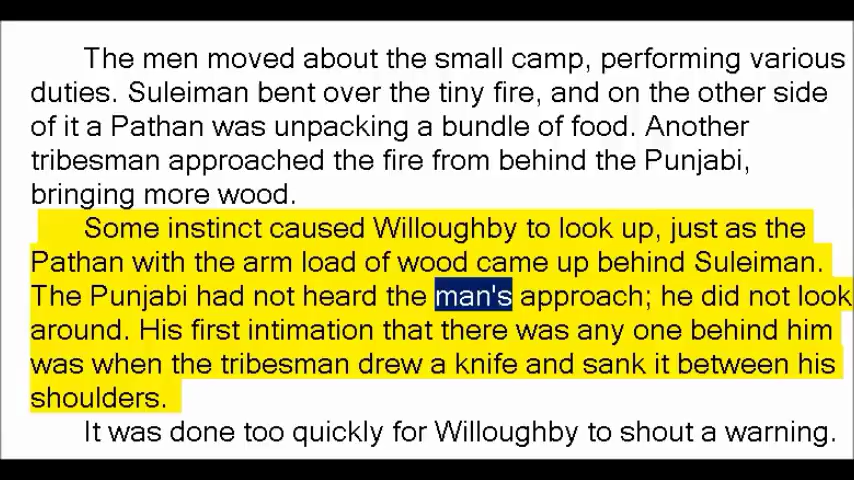 The men moved about the small camp, performing various
duties. Suleiman bent over the tiny fire, and on the other side
of it a Pathan was unpacking a bundle of food. Another
tribesman approached the fire from behind the Punjabi,
bringing more wood.
Some instinct caused Willoughby to look up, just as the
Pathan with the arm load of wood came up behind Suleiman.
The Punjabi had not heard the man's approach; he did not look
around. His first intimation that there was any one behind him
was when the tribesman drew a knife and sank it between his
shoulders.
It was done too quickly for Willoughby to shout a warning.